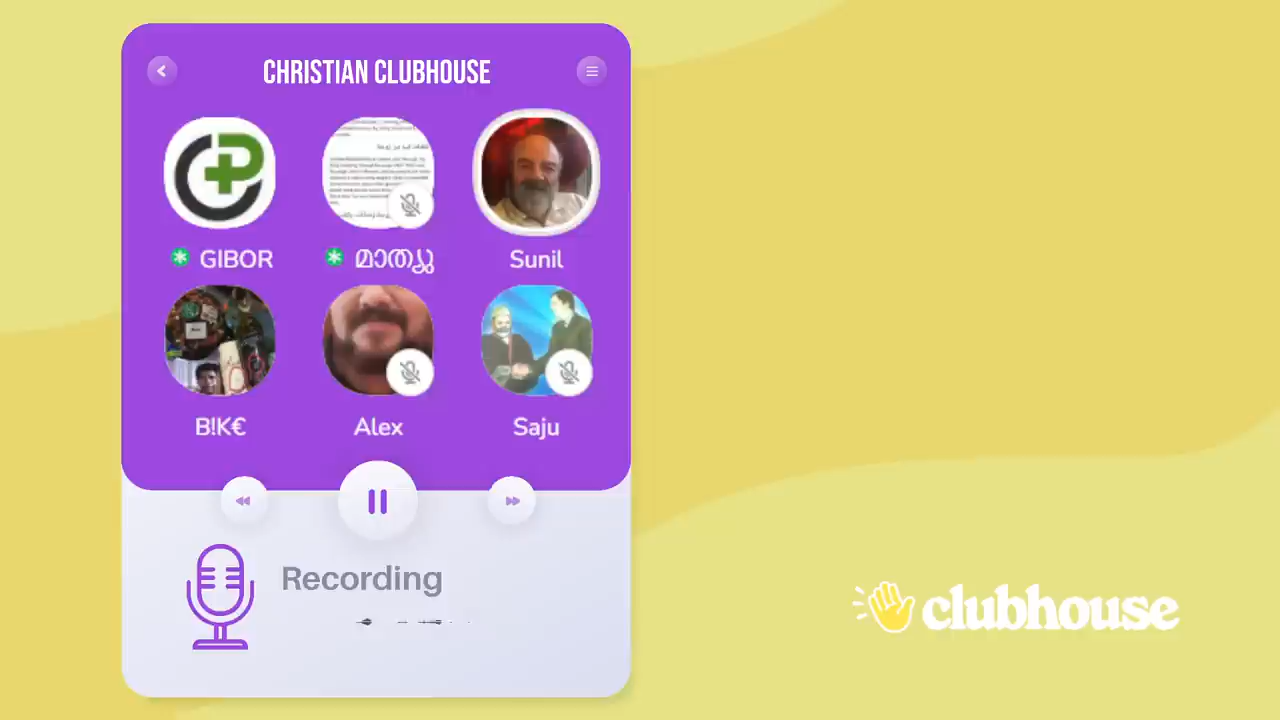 CHRISTIAN CLUBHOUSE
GIBOR
മാത്യു
Sunil
B!K€
Alex
Saju
Recording
clubhouse